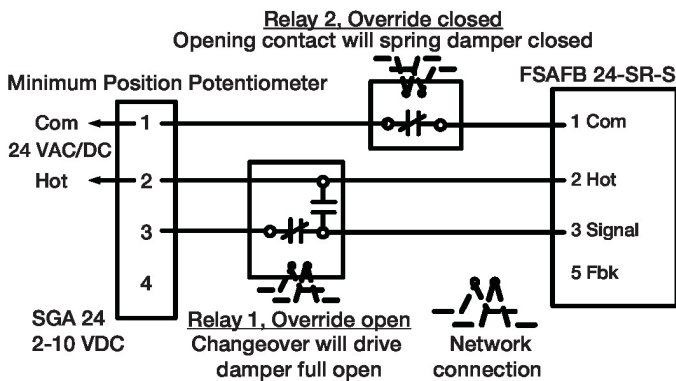 Relay 2, Override closed
Opening contact will spring damper closed
Minimum Position Potentiometer
FSAFB 24-SR-S
Com
1
1 Com
24 VAC/DC
Hot
2
2 Hot
3
3 Signal
4
5 Fbk
SGA 24
2-10 VDC
Relay 1, Override open
Changeover will drive
damper full open
Network
connection